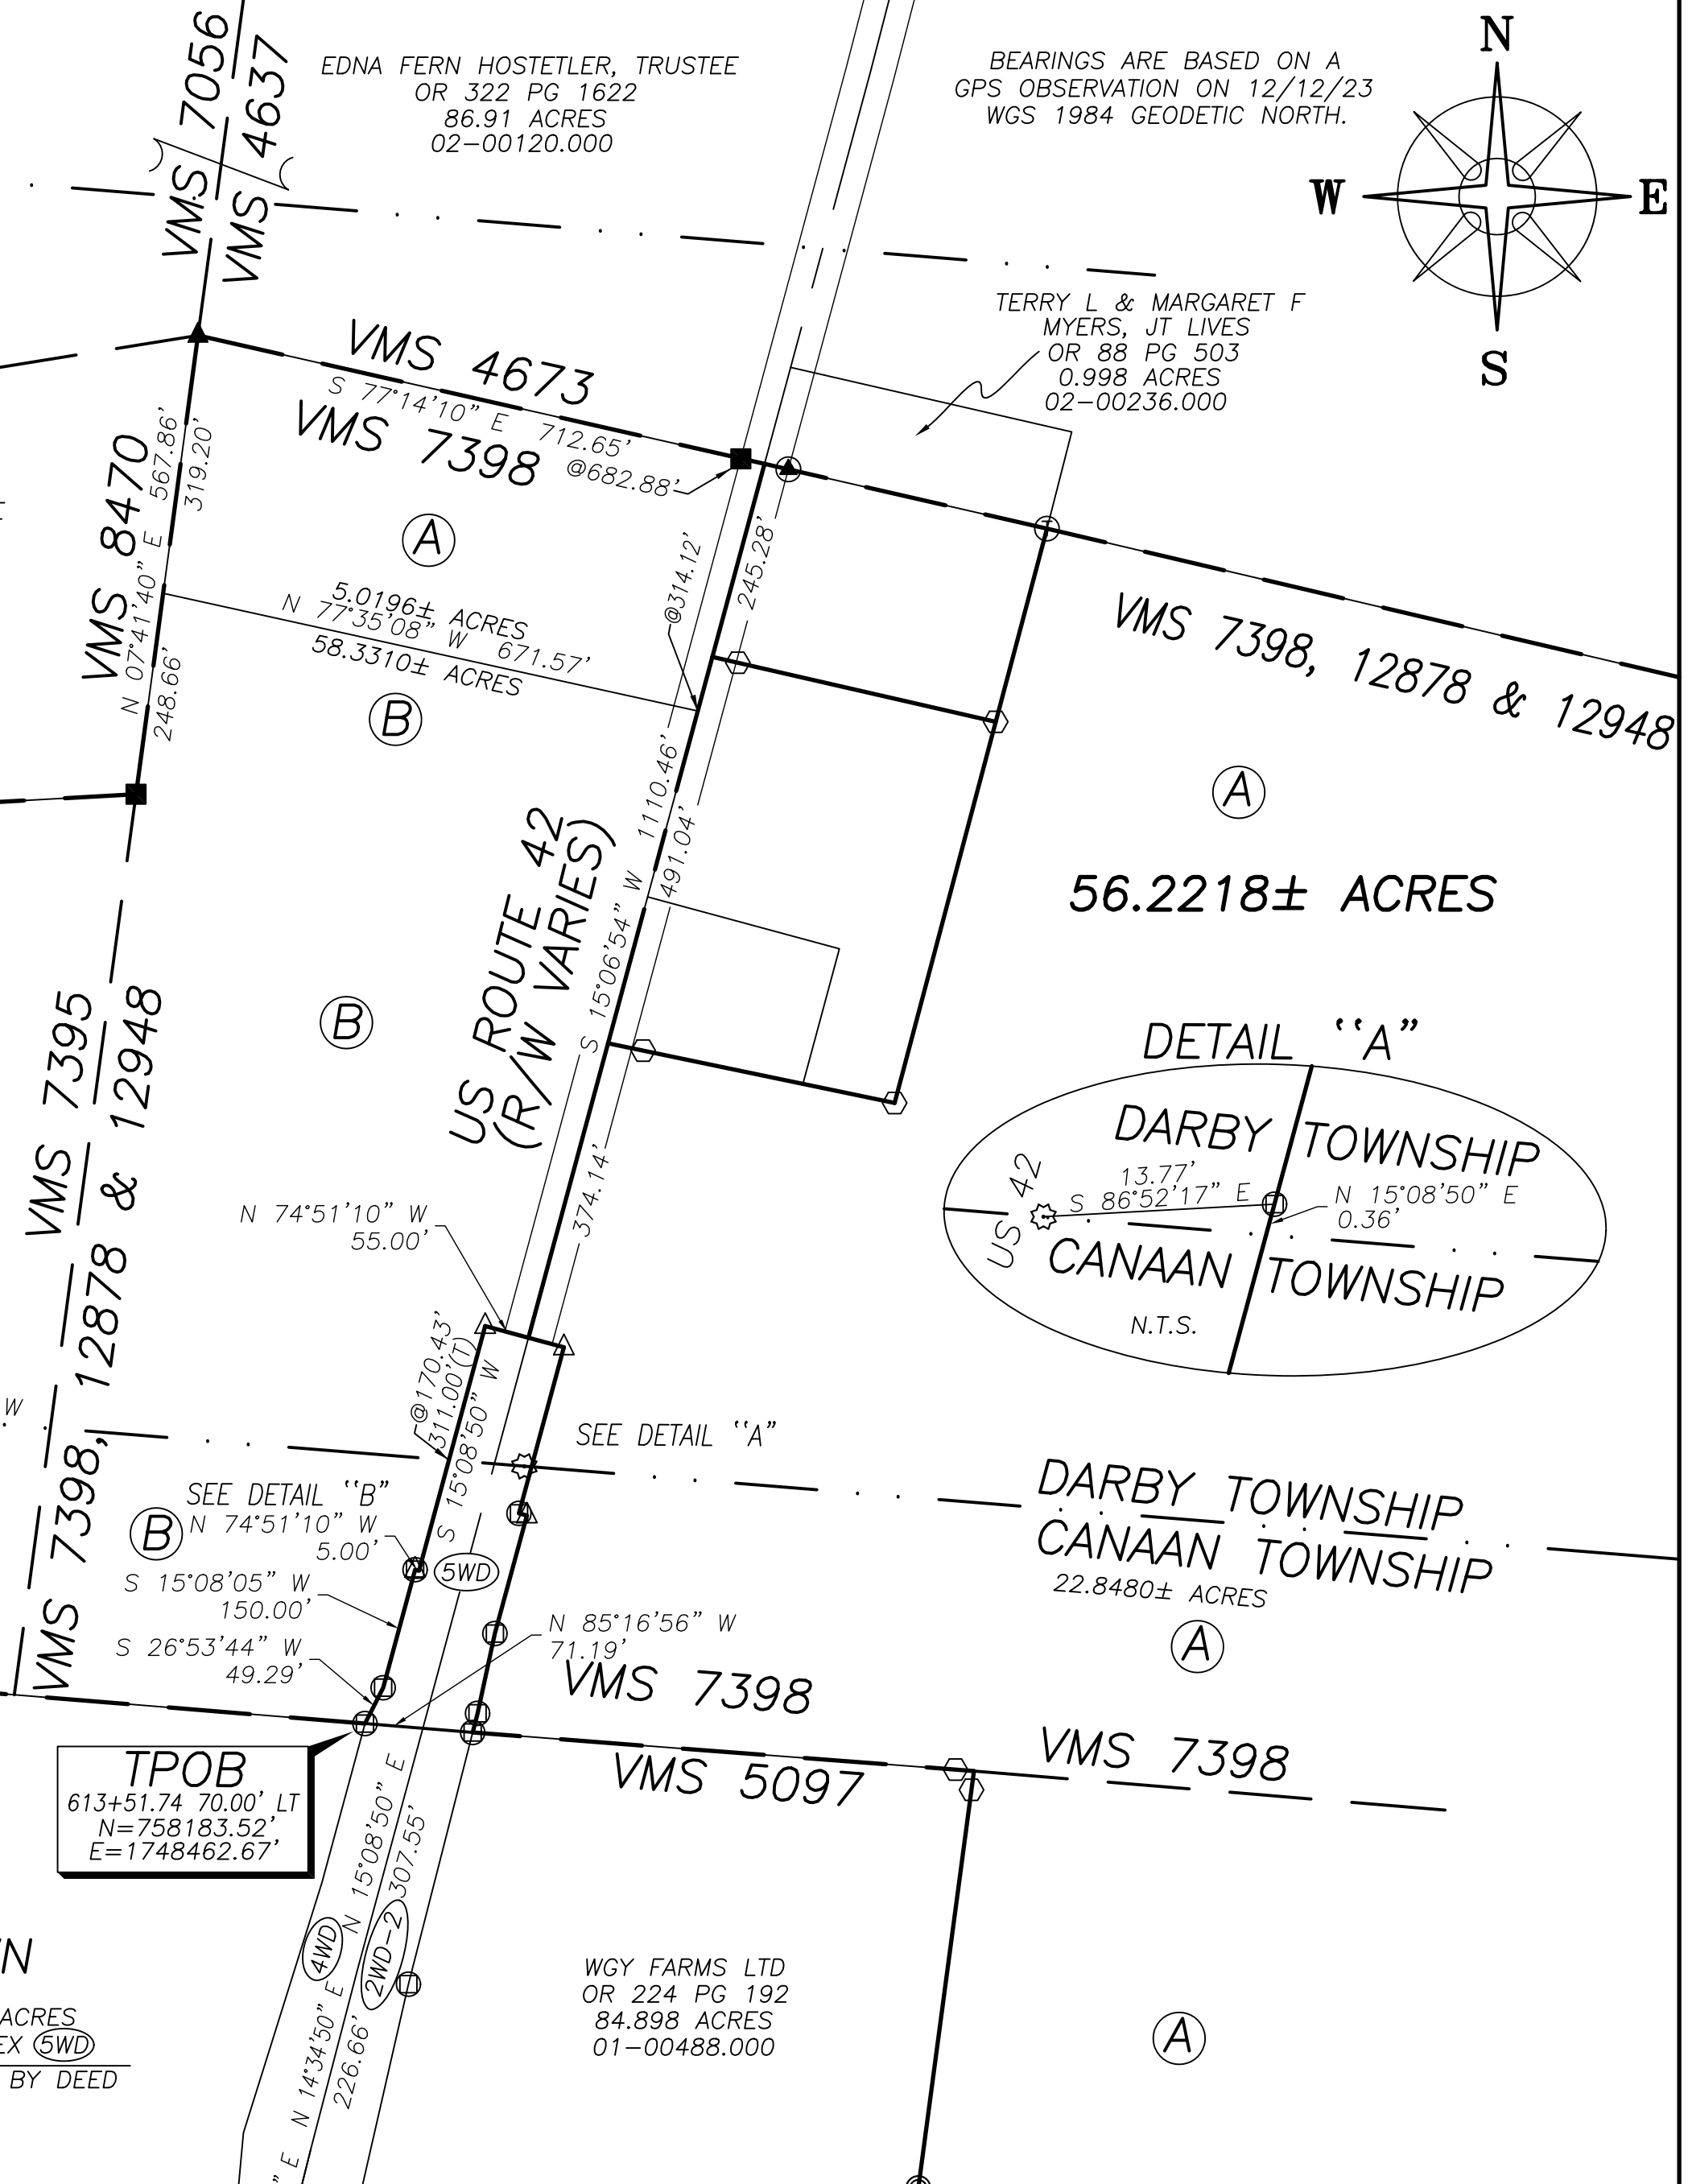 VMS 7056
VMS 4637
VMS
VMS
EDNA FERN HOSTETLER, TRUSTEE
OR 322 PG 1622
86.91 ACRES
02-00120.000
BEARINGS ARE BASED ON A
GPS OBSERVATION ON 12/12/23
WGS 1984 GEODETIC NORTH.
N
W
E
S
TERRY L & MARGARET F
MYERS, JT LIVES
OR 88 PG 503
0.998 ACRES
02-00236.000
VMS 4673
S 77°14'10" E 712.65'
VMS 7398
@682.88'
VMS 8470
N 07°41'40" E 567.86'
319.20'
248.66'
A
5.0196± ACRES
N 77°35'08" W 671.57'
58.3310± ACRES
B
@314.12'
245.28'
VMS 7398, 12878 & 12948
A
56.2218± ACRES
S 15°06'54" W 1110.46'
491.04'
US ROUTE 42
(R/W VARIES)
B
VMS 7395
VMS 7398, 12878 & 12948
VMS
374.14'
DETAIL "A"
DARBY TOWNSHIP
13.77'
S 86°52'17" E
N 15°08'50" E
0.36'
US 42
CANAAN TOWNSHIP
N.T.S.
N 74°51'10" W
55.00'
@170.43'
311.00'(T)
S 15°08'50" W
W
SEE DETAIL "A"
SEE DETAIL "B"
B
N 74°51'10" W
5.00'
5WD
S 15°08'05" W
150.00'
S 26°53'44" W
49.29'
N 85°16'56" W
71.19'
DARBY TOWNSHIP
CANAAN TOWNSHIP
22.8480± ACRES
A
VMS 7398
VMS 5097
VMS 7398
TPOB
613+51.74 70.00' LT
N=758183.52'
E=1748462.67'
N 15°08'50" E
307.55'
4WD
2WD-2
N 14°34'50" E
226.66'
" E
WGY FARMS LTD
OR 224 PG 192
84.898 ACRES
01-00488.000
A
N
ACRES
EX 5WD
BY DEED